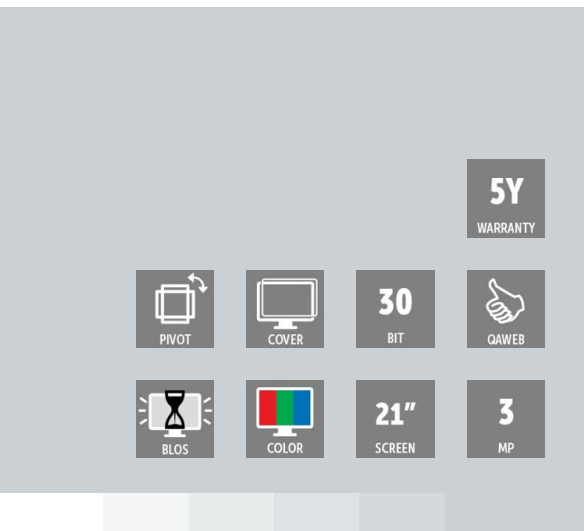 5Y
WARRANTY
PIVOT
COVER
30
BIT
QAWEB
BLOS
COLOR
21"
SCREEN
3
MP